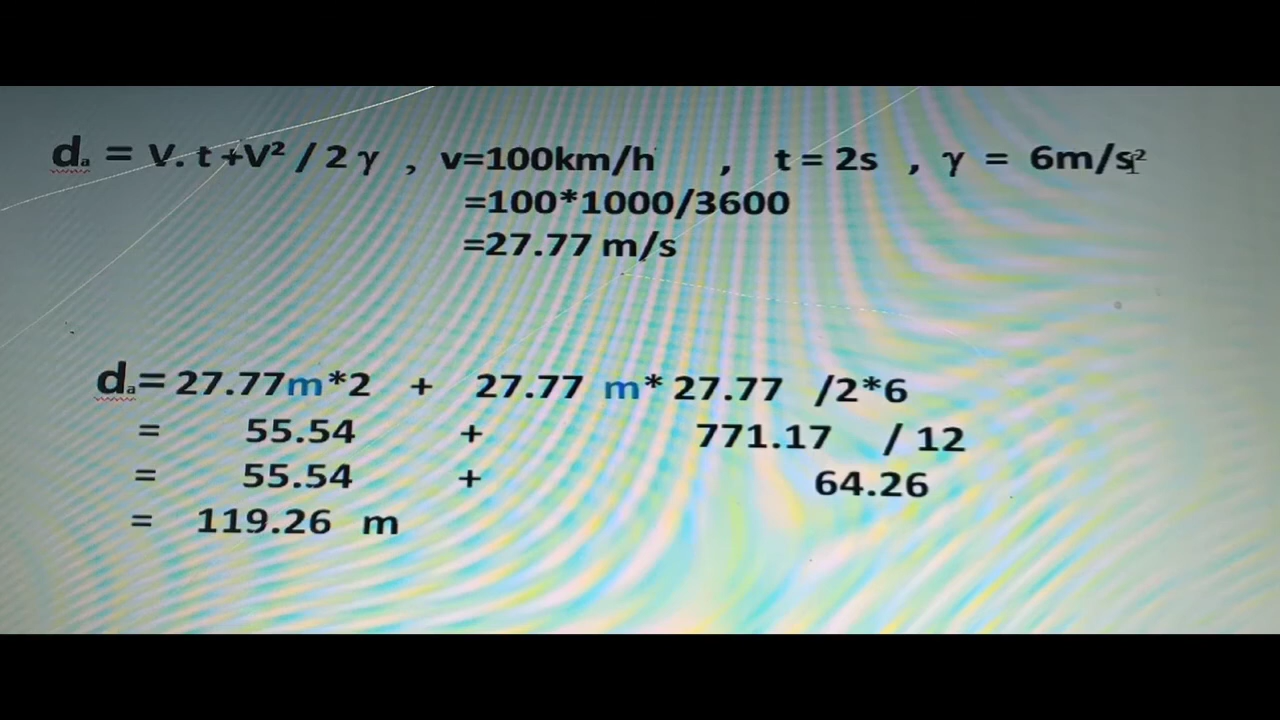 dₐ = V. t +V² / 2 γ , v=100km/h , t = 2s , γ = 6m/s²
=100*1000/3600
=27.77 m/s
dₐ= 27.77m*2 + 27.77 m* 27.77 /2*6
= 55.54 + 771.17 / 12
= 55.54 + 64.26
= 119.26 m